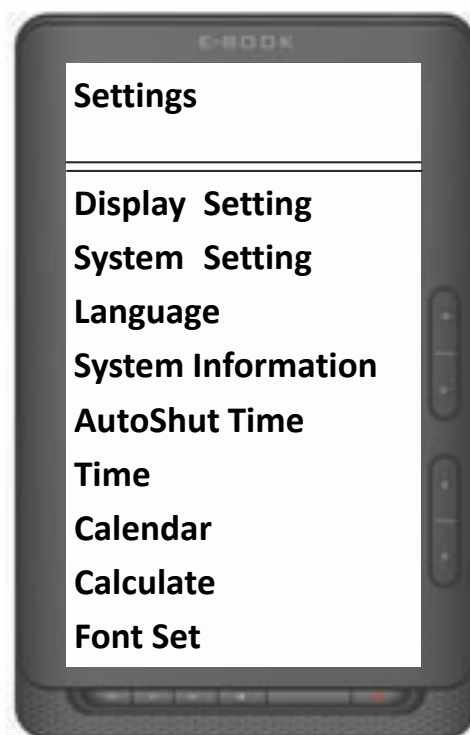 E-BOOK
Settings
Display Setting
System Setting
Language
System Information
AutoShut Time
Time
Calendar
Calculate
Font Set